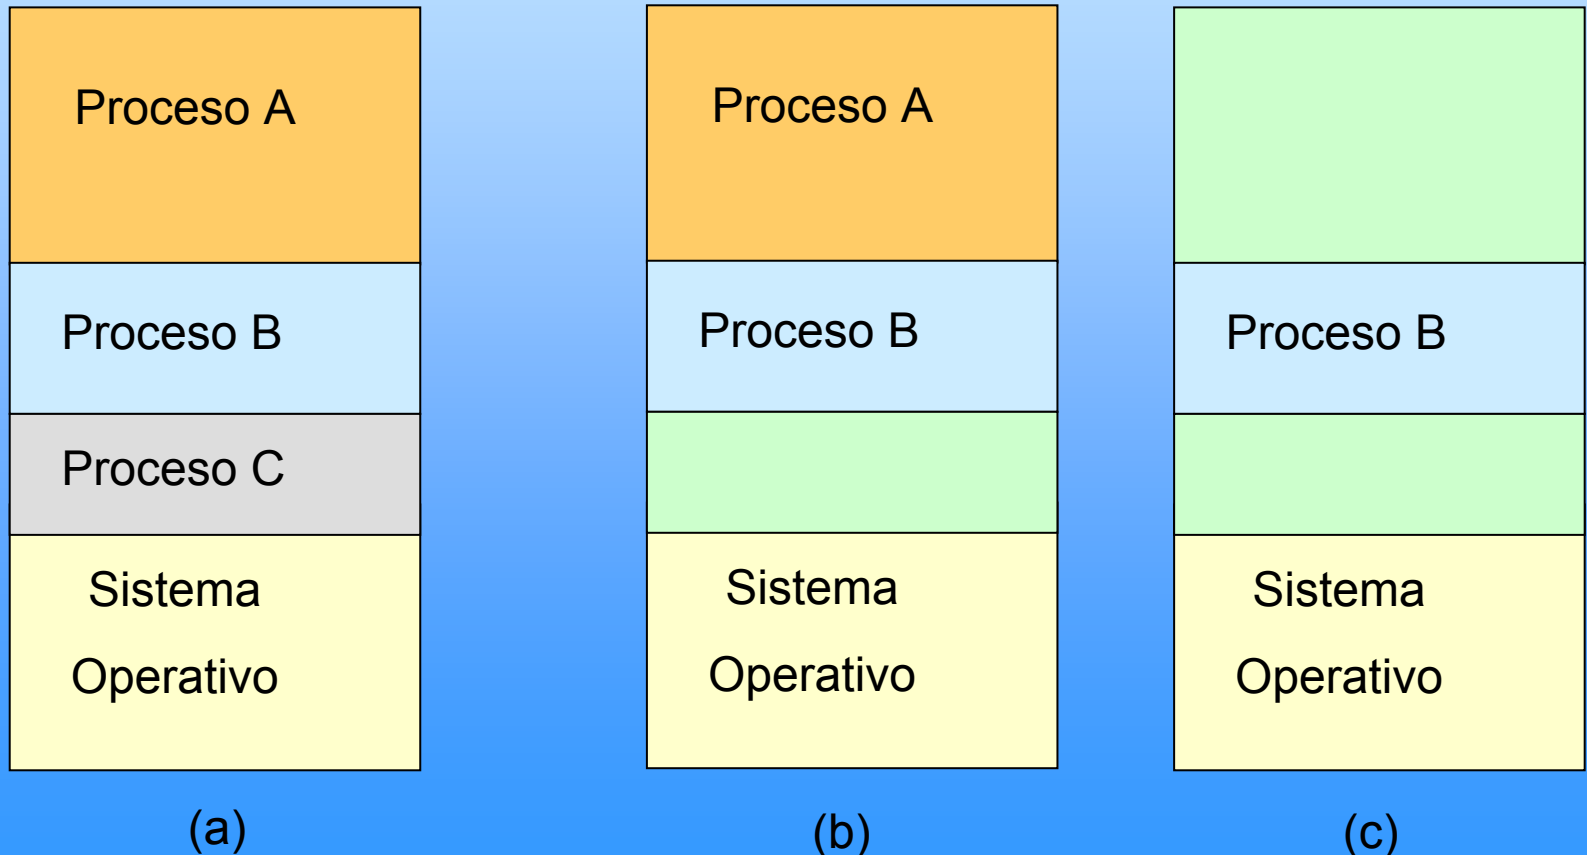 Proceso A
Proceso B
Proceso C
Sistema
Operativo
(a)
Proceso A
Proceso B
Sistema
Operativo
(b)
Proceso B
Sistema
Operativo
(c)